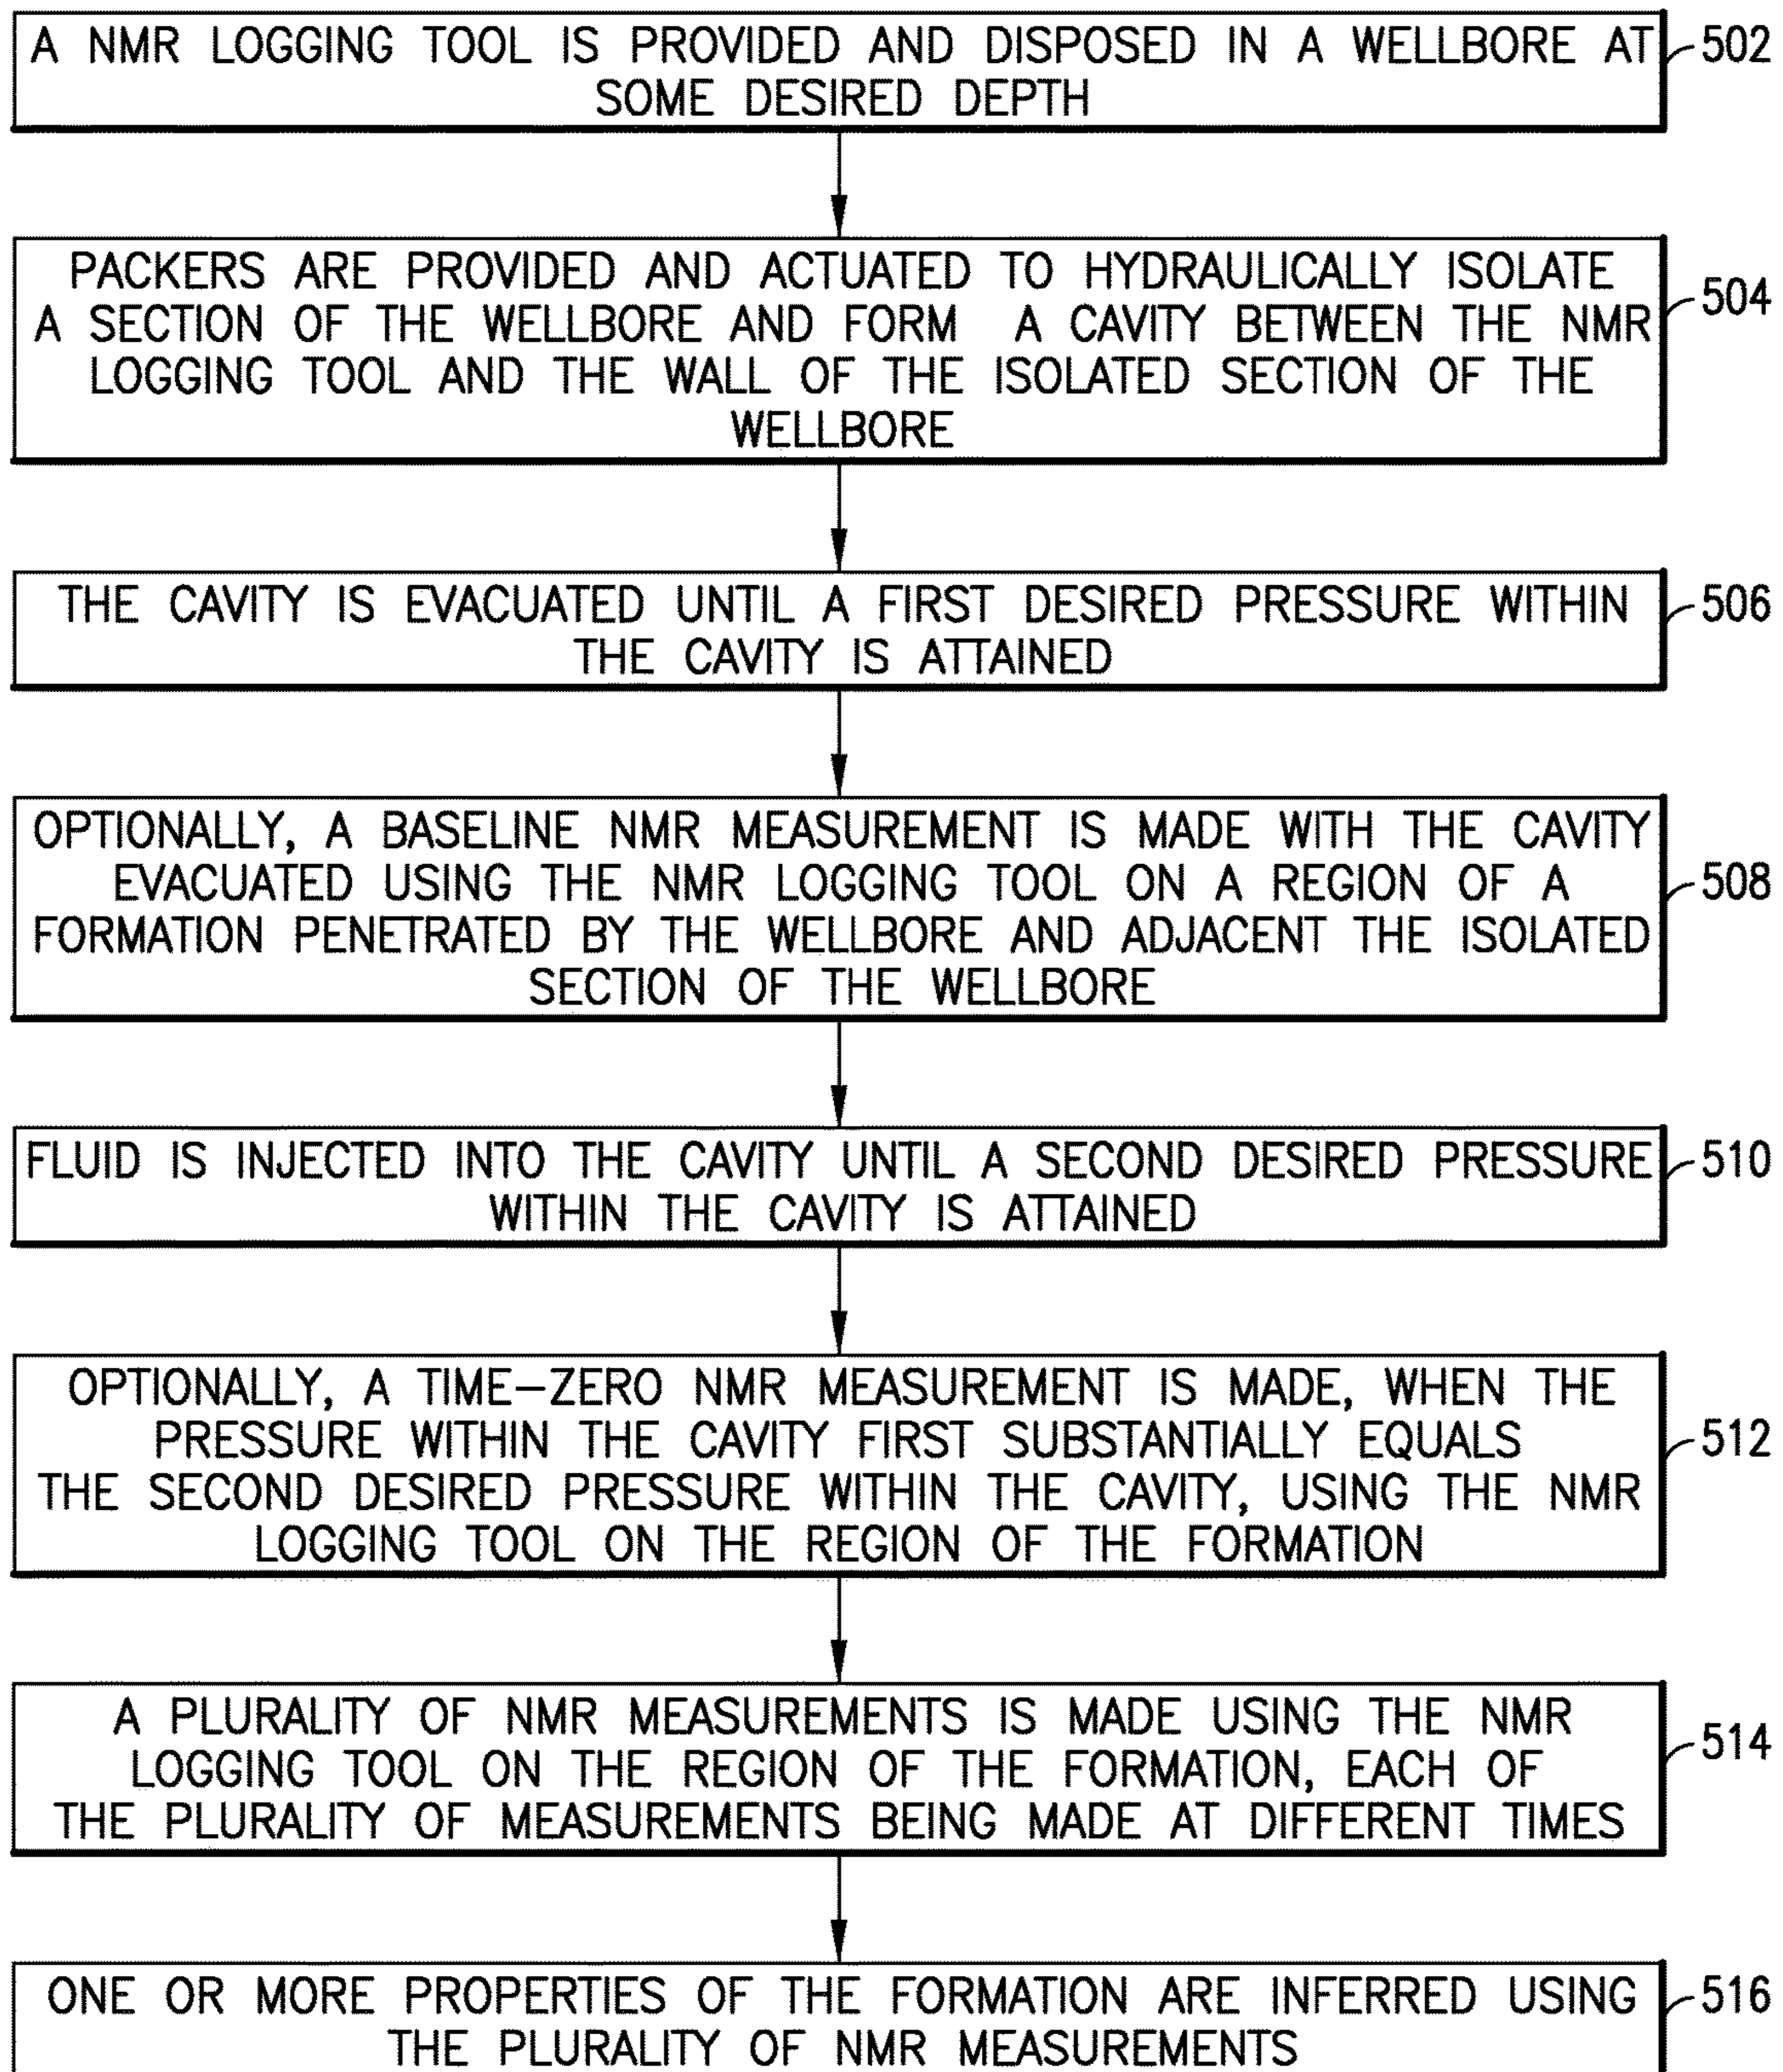 A NMR LOGGING TOOL IS PROVIDED AND DISPOSED IN A WELLBORE AT
SOME DESIRED DEPTH
502
PACKERS ARE PROVIDED AND ACTUATED TO HYDRAULICALLY ISOLATE
A SECTION OF THE WELLBORE AND FORM A CAVITY BETWEEN THE NMR
LOGGING TOOL AND THE WALL OF THE ISOLATED SECTION OF THE
WELLBORE
504
THE CAVITY IS EVACUATED UNTIL A FIRST DESIRED PRESSURE WITHIN
THE CAVITY IS ATTAINED
506
OPTIONALLY, A BASELINE NMR MEASUREMENT IS MADE WITH THE CAVITY
EVACUATED USING THE NMR LOGGING TOOL ON A REGION OF A
FORMATION PENETRATED BY THE WELLBORE AND ADJACENT THE ISOLATED
SECTION OF THE WELLBORE
508
FLUID IS INJECTED INTO THE CAVITY UNTIL A SECOND DESIRED PRESSURE
WITHIN THE CAVITY IS ATTAINED
510
OPTIONALLY, A TIME-ZERO NMR MEASUREMENT IS MADE, WHEN THE
PRESSURE WITHIN THE CAVITY FIRST SUBSTANTIALLY EQUALS
THE SECOND DESIRED PRESSURE WITHIN THE CAVITY, USING THE NMR
LOGGING TOOL ON THE REGION OF THE FORMATION
512
A PLURALITY OF NMR MEASUREMENTS IS MADE USING THE NMR
LOGGING TOOL ON THE REGION OF THE FORMATION, EACH OF
THE PLURALITY OF MEASUREMENTS BEING MADE AT DIFFERENT TIMES
514
ONE OR MORE PROPERTIES OF THE FORMATION ARE INFERRED USING
THE PLURALITY OF NMR MEASUREMENTS
516